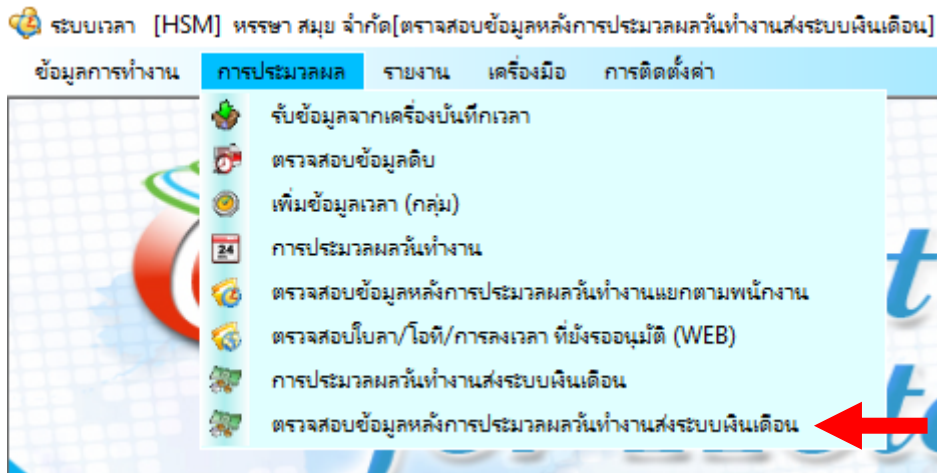 ระบบเวลา [HSM] หรรษา สมุย จำกัด[ตรวจสอบข้อมูลหลังการประมวลผลวันทำงานส่งระบบเงินเดือน]
ข้อมูลการทำงาน การประมวลผล รายงาน เครื่องมือ การติดตั้งค่า
รับข้อมูลจากเครื่องบันทึกเวลา
ตรวจสอบข้อมูลดิบ
เพิ่มข้อมูลเวลา (กลุ่ม)
24 การประมวลผลวันทำงาน
ตรวจสอบข้อมูลหลังการประมวลผลวันทำงานแยกตามพนักงาน
ตรวจสอบใบลา/โอที/การลงเวลา ที่ยังรออนุมัติ (WEB)
การประมวลผลวันทำงานส่งระบบเงินเดือน
ตรวจสอบข้อมูลหลังการประมวลผลวันทำงานส่งระบบเงินเดือน